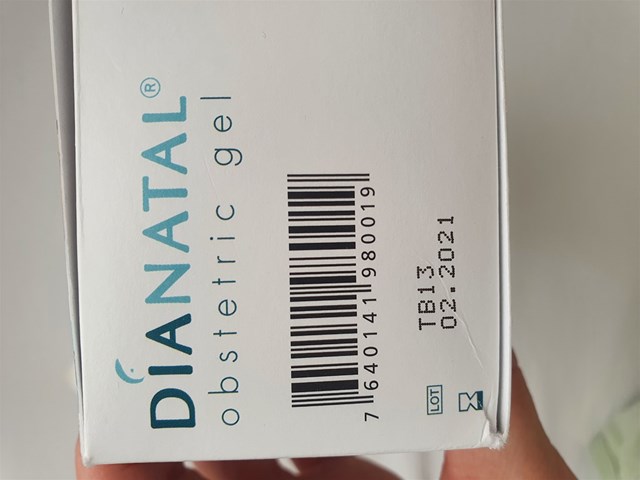 DIANATAL®
obstetric gel
7 640141 980019
LOT TB13
02.2021